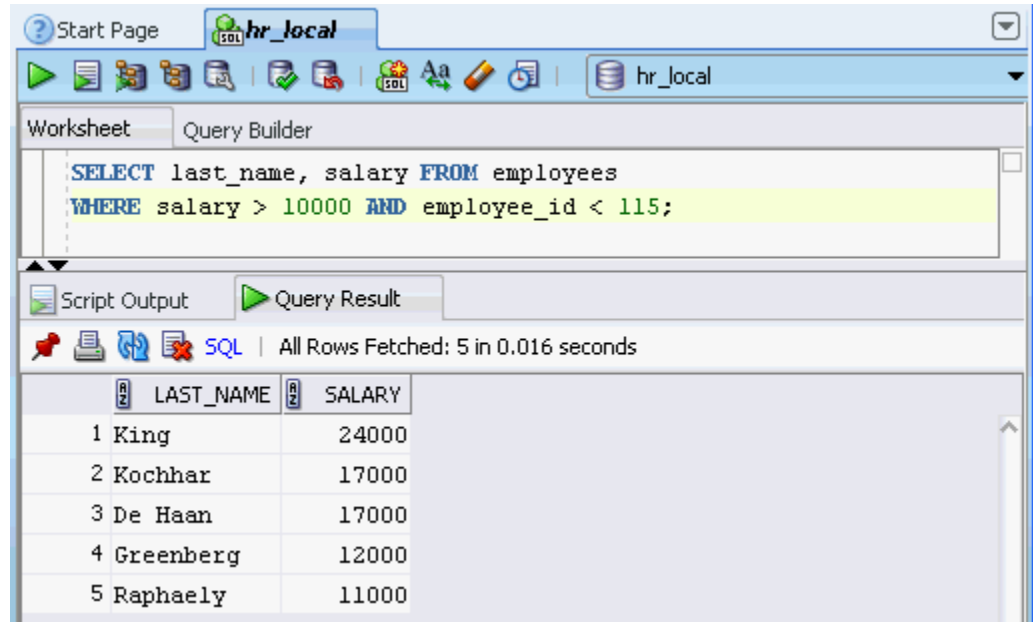 Start Page hr_local
hr_local
Worksheet Query Builder
SELECT last_name, salary FROM employees
WHERE salary > 10000 AND employee_id < 115;
Script Output Query Result
SQL | All Rows Fetched: 5 in 0.016 seconds
LAST_NAME SALARY
1 King 24000
2 Kochhar 17000
3 De Haan 17000
4 Greenberg 12000
5 Raphaely 11000